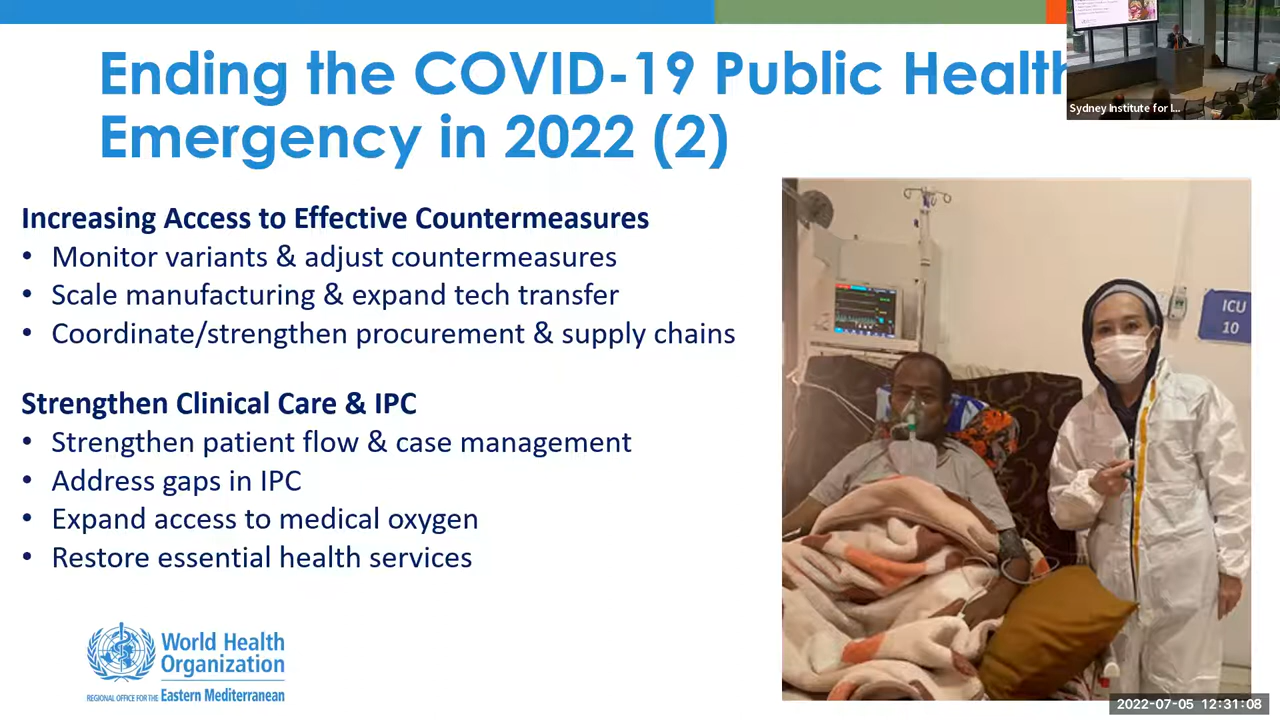 Ending the COVID-19 Public Health
Emergency in 2022 (2)
Sydney Institute for I...
Increasing Access to Effective Countermeasures
• Monitor variants & adjust countermeasures
• Scale manufacturing & expand tech transfer
• Coordinate/strengthen procurement & supply chains
Strengthen Clinical Care & IPC
• Strengthen patient flow & case management
• Address gaps in IPC
• Expand access to medical oxygen
• Restore essential health services
ICU
10
World Health
Organization
REGIONAL OFFICE FOR THE Eastern Mediterranean
2022-07-05 12:31:08